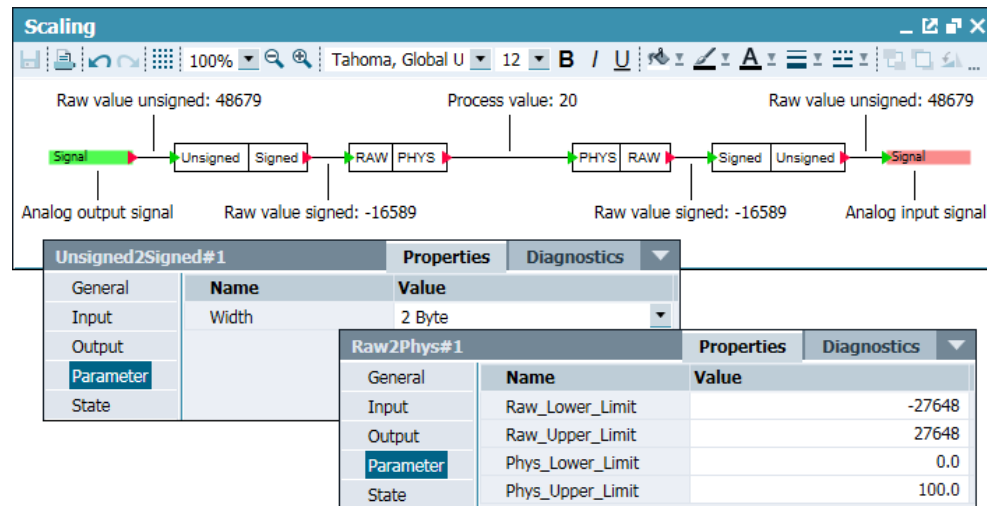 Scaling
100% Tahoma, Global U 12 B I U A
Raw value unsigned: 48679 Process value: 20 Raw value unsigned: 48679
Signal Unsigned Signed RAW PHYS PHYS RAW Signed Unsigned Signal
Analog output signal Raw value signed: -16589 Raw value signed: -16589 Analog input signal
Unsigned2Signed#1 Properties Diagnostics
General Name Value
Input Width 2 Byte
Output
Parameter
State
Raw2Phys#1 Properties Diagnostics
General Name Value
Input Raw_Lower_Limit -27648
Output Raw_Upper_Limit 27648
Parameter Phys_Lower_Limit 0.0
State Phys_Upper_Limit 100.0